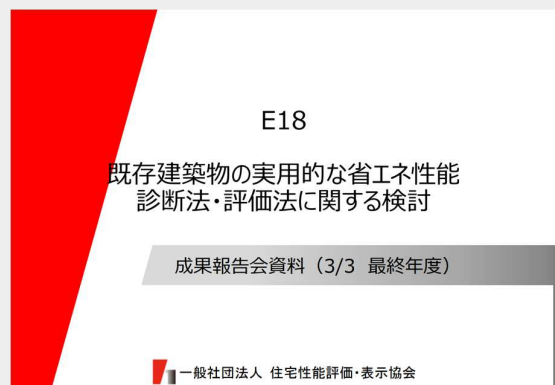 E18
既存建築物の実用的な省エネ性能
診断法・評価法に関する検討
成果報告会資料（3/3 最終年度）
一般社団法人 住宅性能評価・表示協会